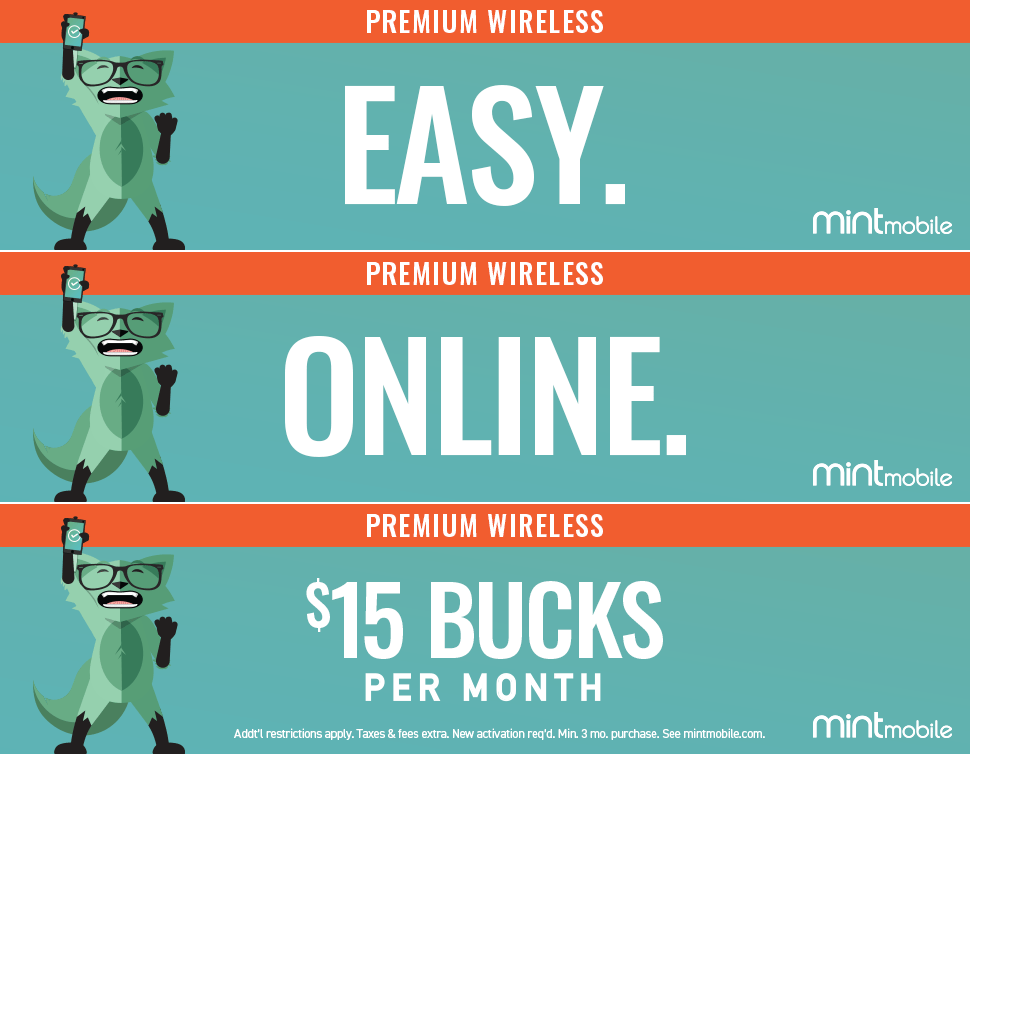 PREMIUM WIRELESS
EASY.
mintmobile
PREMIUM WIRELESS
ONLINE.
mintmobile
PREMIUM WIRELESS
$15 BUCKS
PER MONTH
Addt'l restrictions apply. Taxes & fees extra. New activation req'd. Min. 3 mo. purchase. See mintmobile.com.
mintmobile